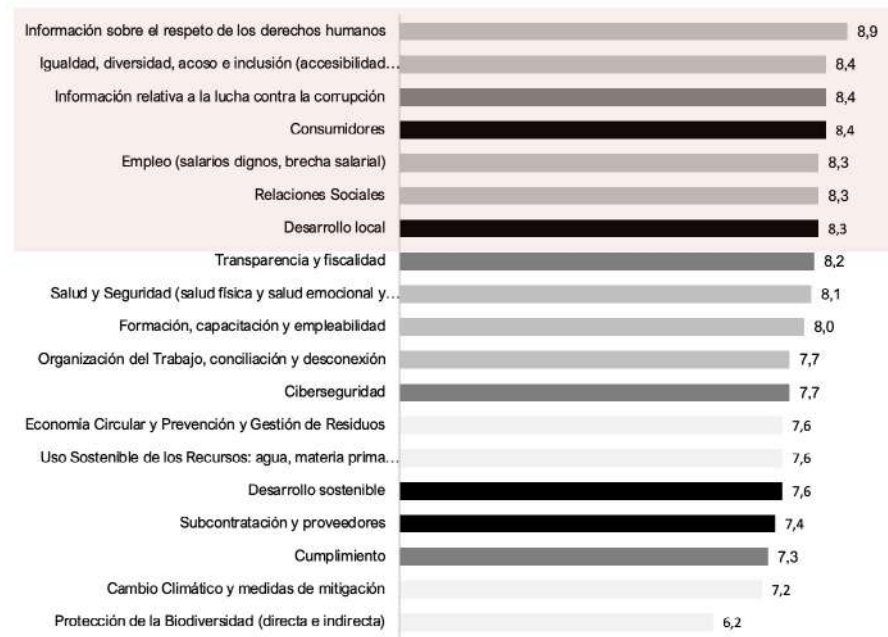 Información sobre el respeto de los derechos humanos 8,9
Igualdad, diversidad, acoso e inclusión (accesibilidad... 8,4
Información relativa a la lucha contra la corrupción 8,4
Consumidores 8,4
Empleo (salarios dignos, brecha salarial) 8,3
Relaciones Sociales 8,3
Desarrollo local 8,3
Transparencia y fiscalidad 8,2
Salud y Seguridad (salud física y salud emocional y... 8,1
Formación, capacitación y empleabilidad 8,0
Organización del Trabajo, conciliación y desconexión 7,7
Ciberseguridad 7,7
Economía Circular y Prevención y Gestión de Residuos 7,6
Uso Sostenible de los Recursos: agua, materia prima... 7,6
Desarrollo sostenible 7,6
Subcontratación y proveedores 7,4
Cumplimiento 7,3
Cambio Climático y medidas de mitigación 7,2
Protección de la Biodiversidad (directa e indirecta) 6,2